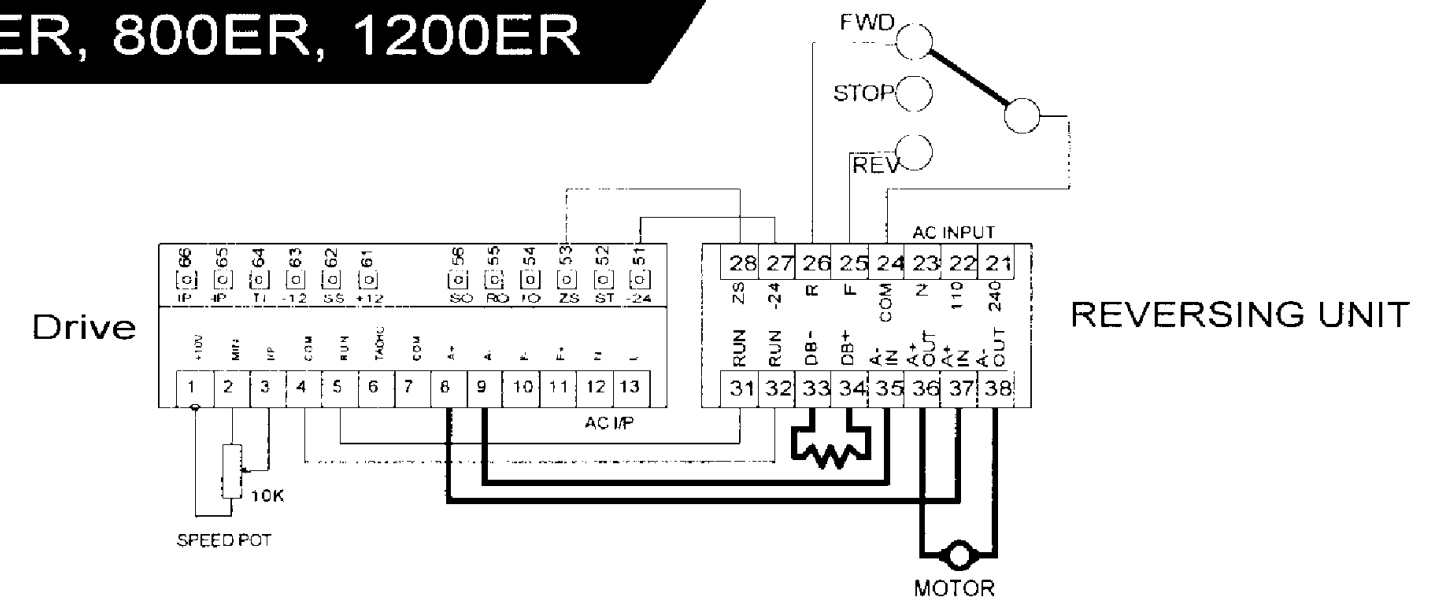 ER, 800ER, 1200ER
FWD
STOP
REV
AC INPUT
66 65 64 -63 62 61 56 55 54 53 52 51
IP -IP -12 SS +12 SO RO ZS ST -24
28 27 26 25 24 23 22 21
ZS -24 R F COM N 110 240
Drive
REVERSING UNIT
+10V MIN I/P COM RUN TACHO COM A+ A- F- F+ N L
RUN RUN DB- DB+ A- IN A+ OUT A+ IN A- OUT
1 2 3 4 5 6 7 8 9 10 11 12 13
31 32 33 34 35 36 37 38
AC I/P
10K
SPEED POT
MOTOR